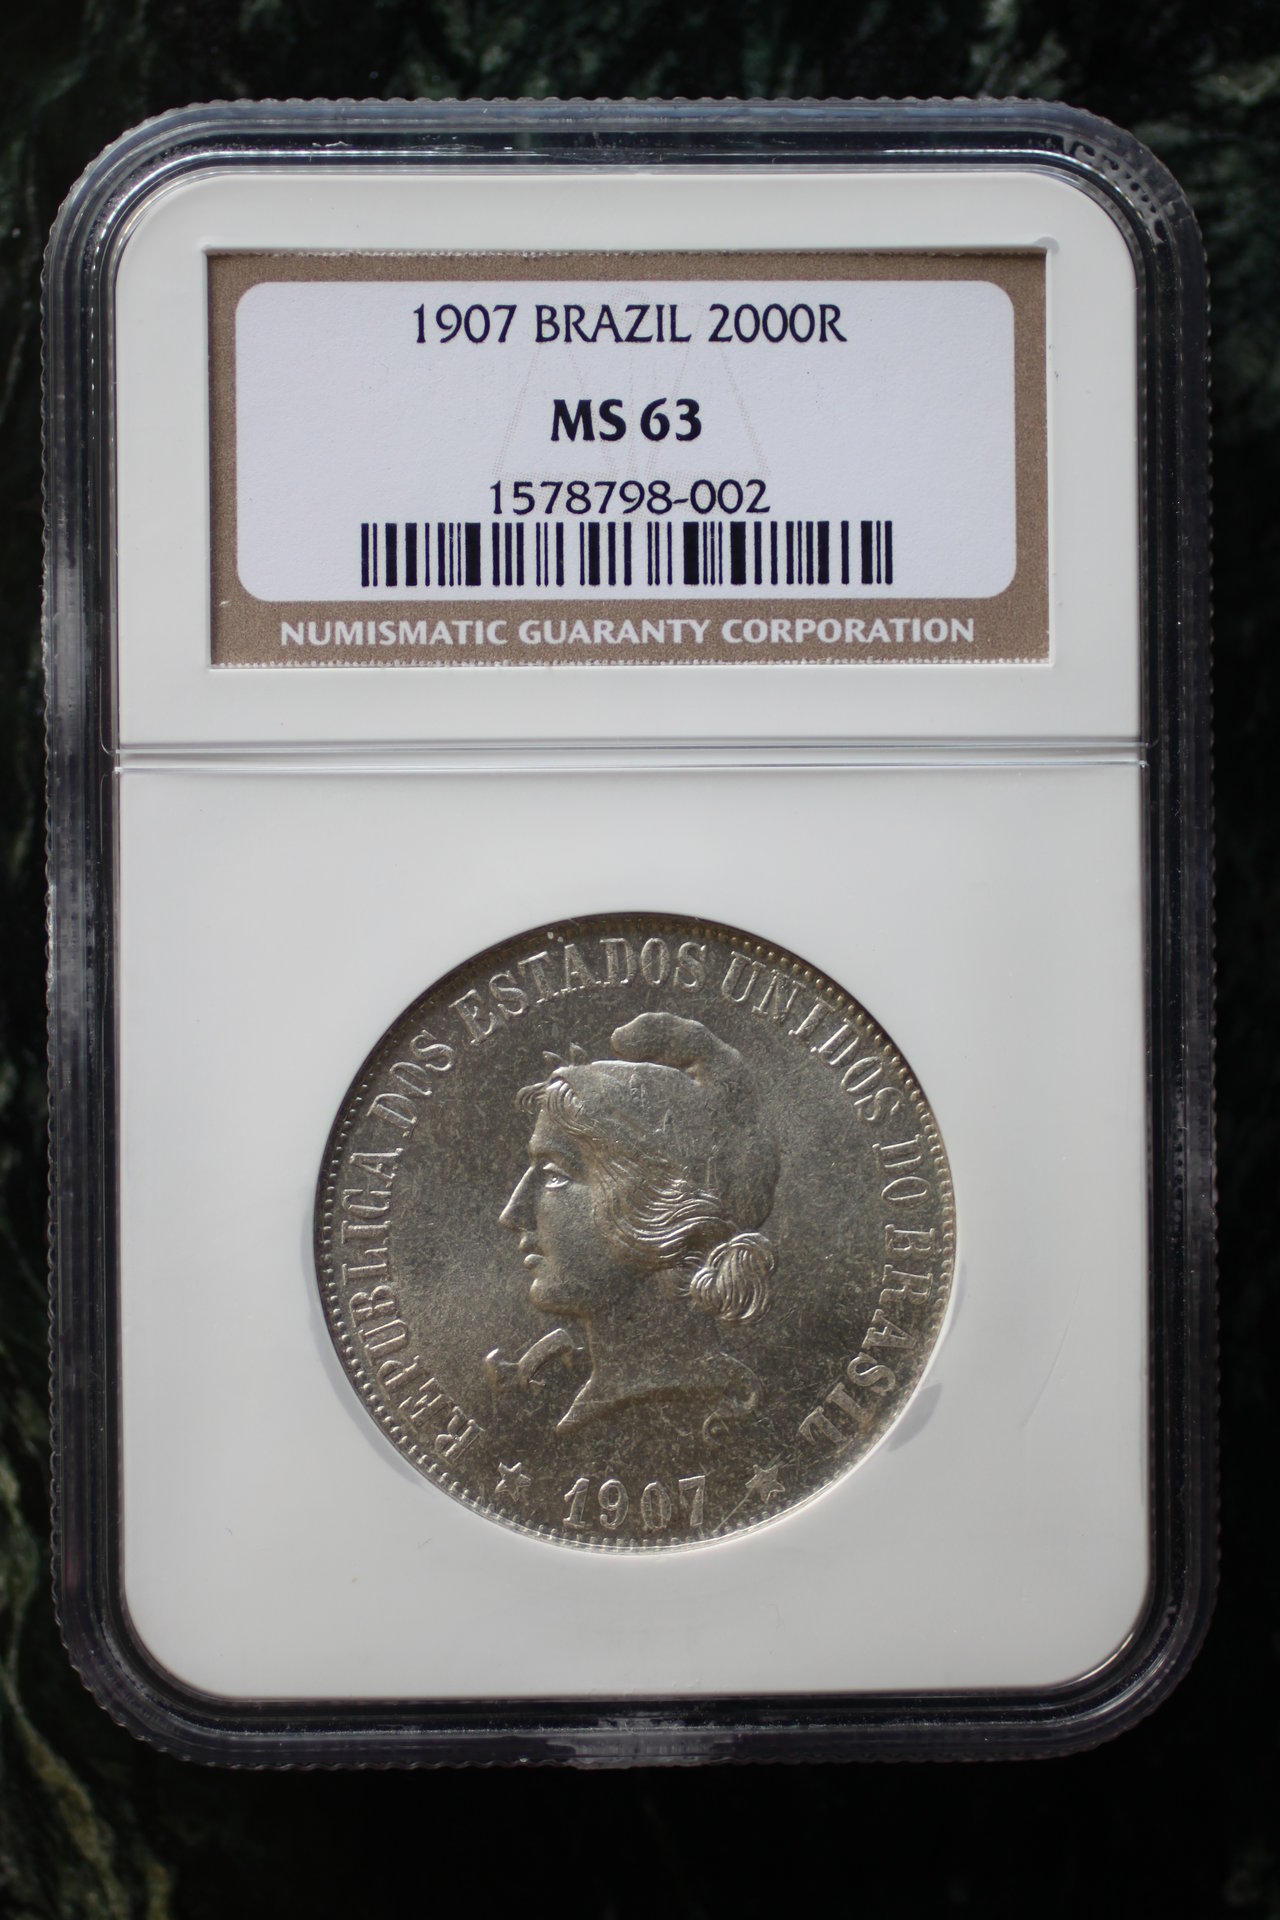 1907 BRAZIL 2000R
MS 63
1578798-002
NUMISMATIC GUARANTY CORPORATION
REPUBLICA DOS ESTADOS UNIDOS DO BRASIL
★ 1907 ★